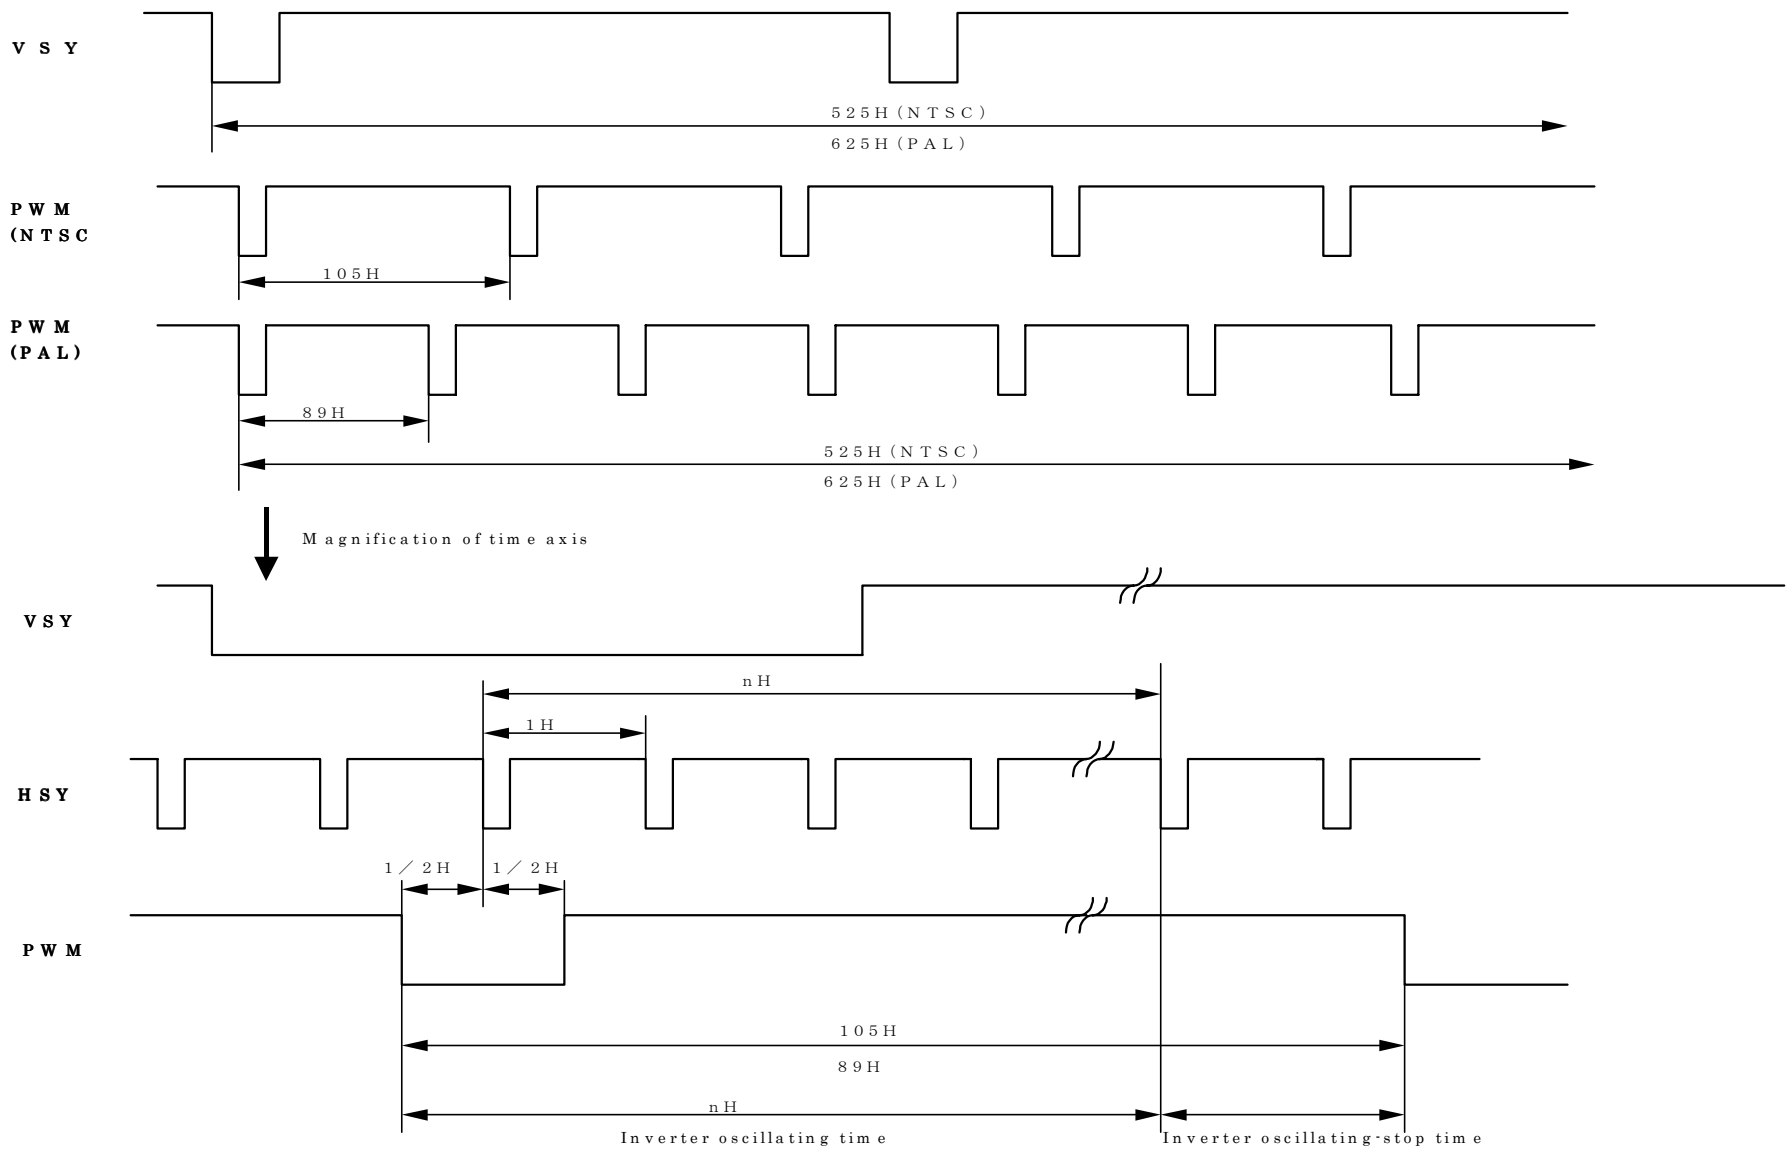 VSY
525H(NTSC)
625H(PAL)
PWM
(NTSC
105H
PWM
(PAL)
89H
525H(NTSC)
625H(PAL)
Magnification of time axis
VSY
nH
1H
HSY
1／2H
1／2H
PWM
105H
89H
nH
Inverter oscillating time
Inverter oscillating-stop time